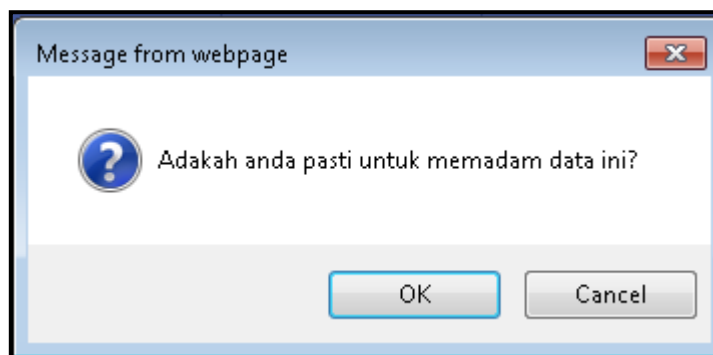 Message from webpage
Adakah anda pasti untuk memadam data ini?
OK
Cancel